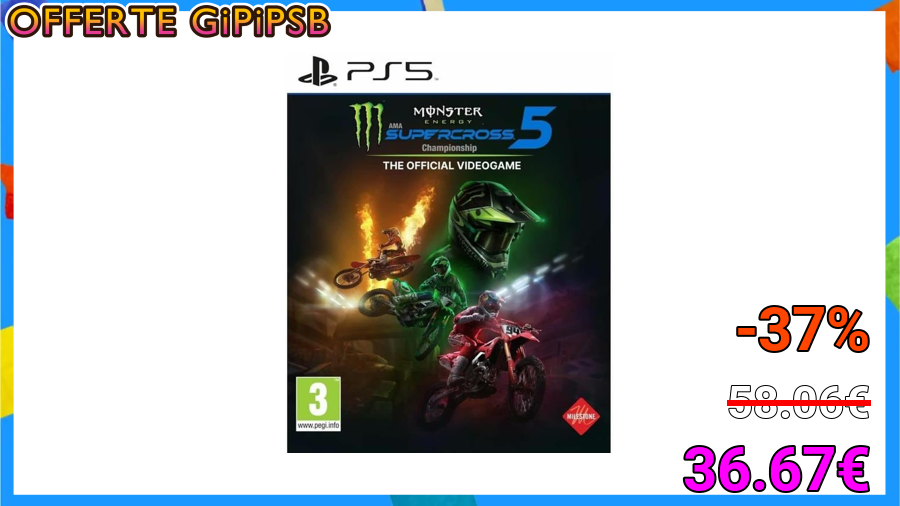 OFFERTE GiPiPSB
PS5
MONSTER
ENERGY
AMA
SUPERCROSS 5
Championship
THE OFFICIAL VIDEOGAME
94
3
www.pegi.info
MILESTONE
-37%
58.06€
36.67€